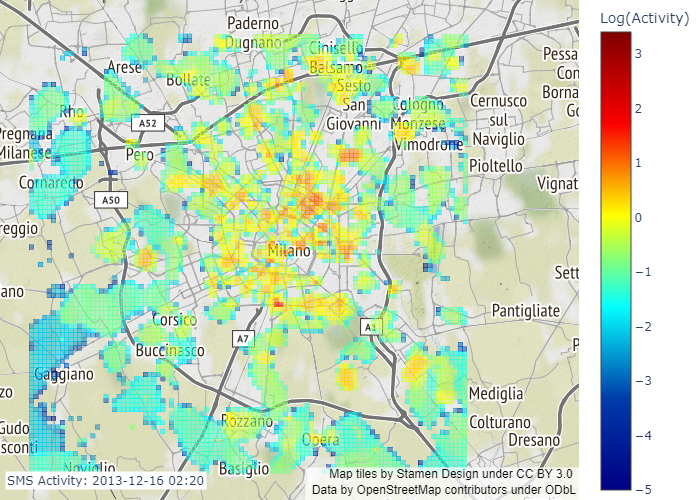 Log(Activity)
3
2
1
0
−1
−2
−3
−4
−5
Paderno
Dugnano
Cinisello
Balsamo
Arese
Bollate
Sesto
San
Giovanni
Cologno
Monzese
Cernusco
sul
Naviglio
Pessa
Con
Borna
Go
Rho
A52
Pregnana
Milanese
Pero
Vimodrone
Pioltello
Cornaredo
A50
Vignat
reggio
Milano
Sett
ano
Pantigliate
Corsico
A7
A1
Buccinasco
P
Gaggiano
zo
Mediglia
Gudo
sconti
Rozzano
Opera
Colturano
Dresano
Noviglio
Basiglio
SMS Activity: 2013-12-16 02:20
Map tiles by Stamen Design under CC BY 3.0
Data by OpenStreetMap contributors under ODbL